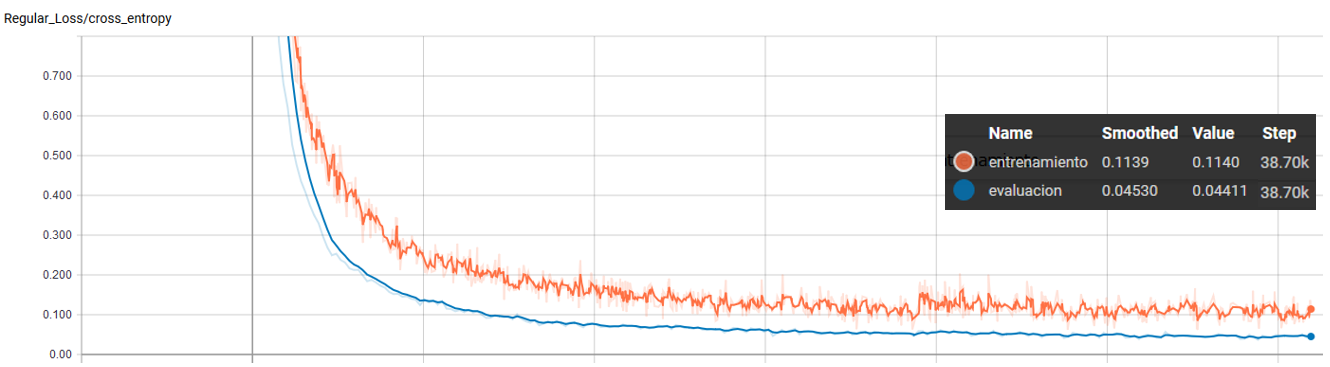 Regular_Loss/cross_entropy
0.700
0.600
0.500
0.400
0.300
0.200
0.100
0.00
Name Smoothed Value Step
entrenamiento 0.1139 0.1140 38.70k
evaluacion 0.04530 0.04411 38.70k